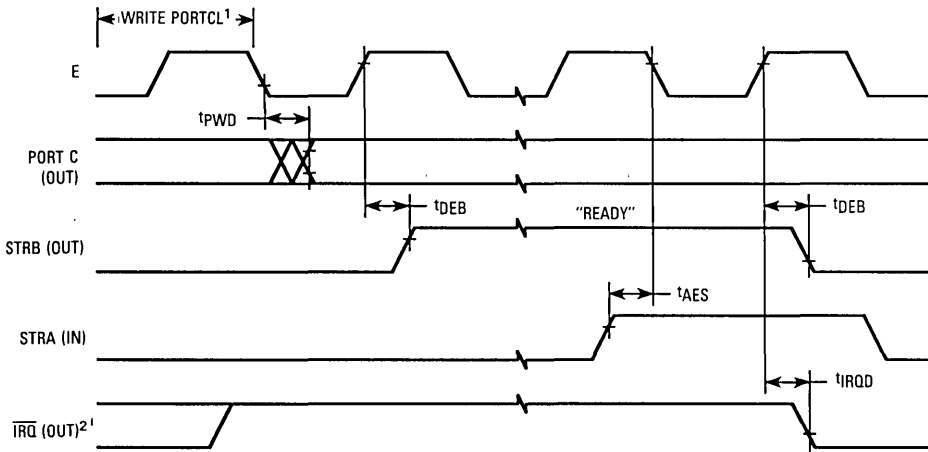 WRITE PORTCL¹
E
tPWD
PORT C
(OUT)
tDEB
"READY"
tDEB
STRB (OUT)
tAES
STRA (IN)
tIRQD
IRQ (OUT)²